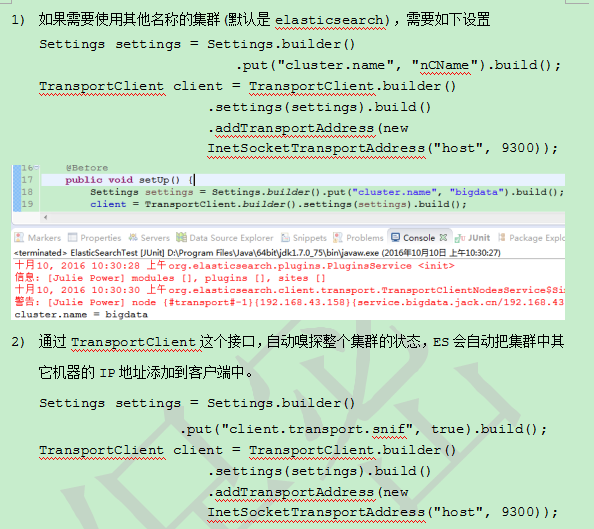 1) 如果需要使用其他名称的集群(默认是 elasticsearch),需要如下设置
Settings settings = Settings.builder()
.put("cluster.name", "nCName").build();
TransportClient client = TransportClient.builder()
.settings(settings).build()
.addTransportAddress(new
InetSocketTransportAddress("host", 9300));
16 @Before
17 public void setUp() {
18 Settings settings = Settings.builder().put("cluster.name", "bigdata").build();
19 client = TransportClient.builder().settings(settings).build();
Markers Properties Servers Data Source Explorer Snippets Problems Console JUnit Package Explo
<terminated> ElasticSearchTest [JUnit] D:\Program Files\Java\64bit\jdk1.7.0_75\bin\javaw.exe (2016年10月10日 上午10:30:27)
十月10, 2016 10:30:28 上午org.elasticsearch.plugins.PluginsService <init>
信息: [Julie Power] modules [], plugins [], sites []
十月10, 2016 10:30:30 上午org.elasticsearch.client.transport.TransportClientNodesService$Si
警告: [Julie Power] node {#transport#-1}{192.168.43.158}{service.bigdata.jack.cn/192.168.43
cluster.name = bigdata
2) 通过 TransportClient 这个接口,自动嗅探整个集群的状态,ES 会自动把集群中其
它机器的 IP 地址添加到客户端中。
Settings settings = Settings.builder()
.put("client.transport.snif", true).build();
TransportClient client = TransportClient.builder()
.settings(settings).build()
.addTransportAddress(new
InetSocketTransportAddress("host", 9300));